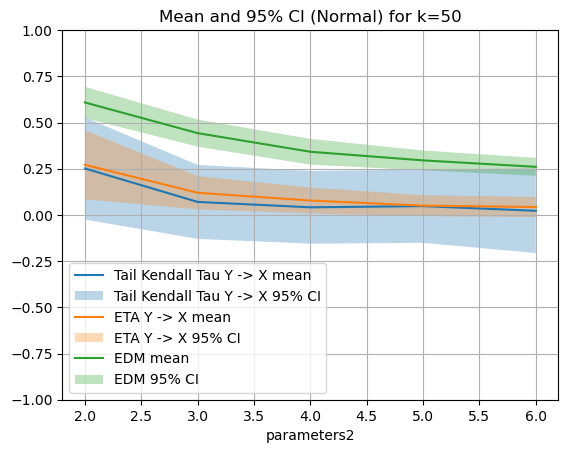 Mean and 95% CI (Normal) for k=50
1.00
0.75
0.50
0.25
0.00
−0.25
−0.50
−0.75
−1.00
Tail Kendall Tau Y -> X mean
Tail Kendall Tau Y -> X 95% CI
ETA Y -> X mean
ETA Y -> X 95% CI
EDM mean
EDM 95% CI
2.0 2.5 3.0 3.5 4.0 4.5 5.0 5.5 6.0
parameters2